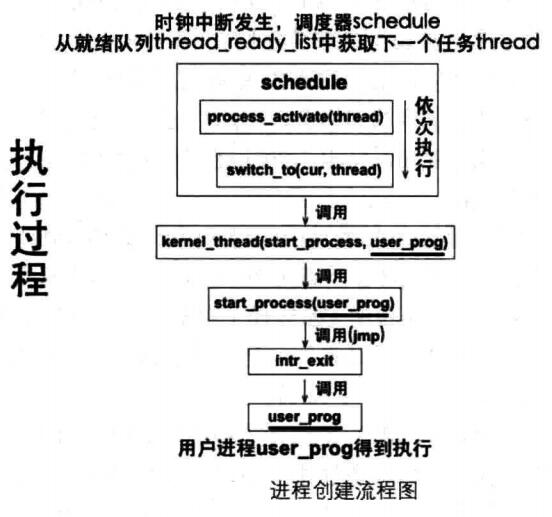 时钟中断发生，调度器schedule
从就绪队列thread_ready_list中获取下一个任务thread
schedule
process_activate(thread)
依次执行
switch_to(cur, thread)
执行过程
调用
kernel_thread(start_process, user_prog)
调用
start_process(user_prog)
调用(jmp)
intr_exit
调用
user_prog
用户进程user_prog得到执行
进程创建流程图